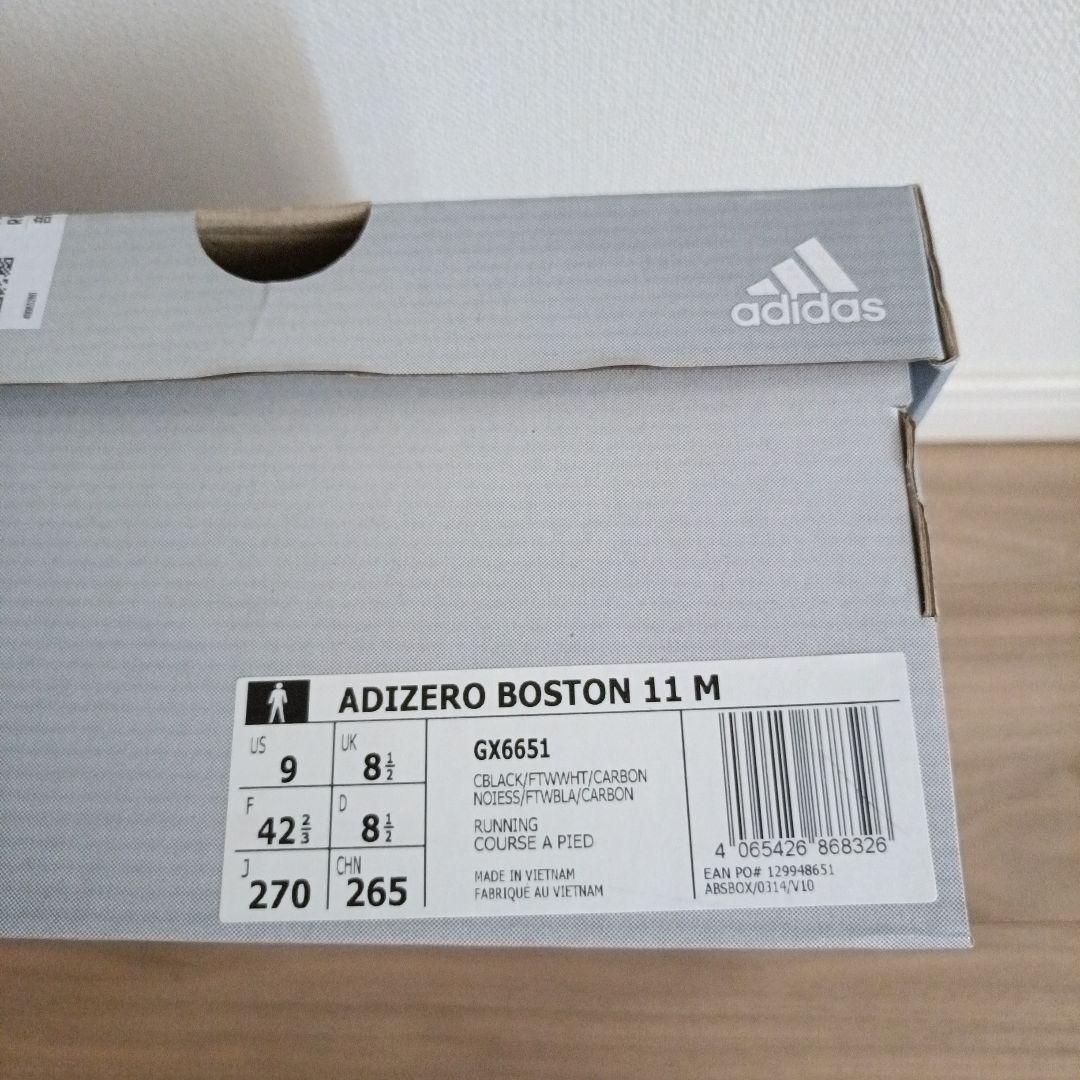 adidas
ADIZERO BOSTON 11 M
US 9
UK 8 1/2
F 42 2/3
D 8 1/2
J 270
CHN 265
GX6651
CBLACK/FTWWHT/CARBON
NOIESS/FTWBLA/CARBON
RUNNING
COURSE A PIED
MADE IN VIETNAM
FABRIQUÉ AU VIETNAM
4 065426 868326
EAN PO# 129948651
ABSBOX/0314/V10